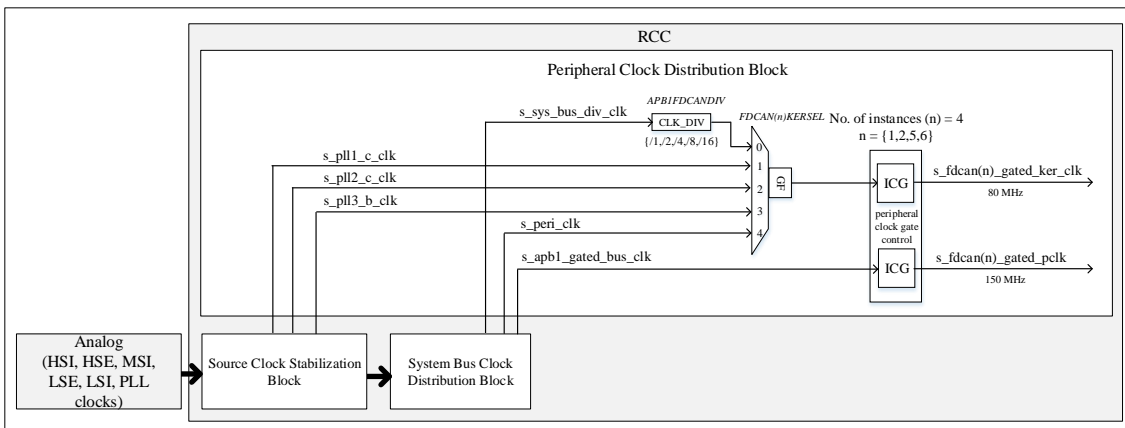 RCC
Peripheral Clock Distribution Block
APB1FDCANDIV
s_sys_bus_div_clk
CLK_DIV
{/1,/2,/4,/8,/16}
FDCAN(n)KERSEL
No. of instances (n) = 4
n = {1,2,5,6}
0
s_pll1_c_clk
1
s_pll2_c_clk
2
GF
s_pll3_b_clk
3
s_peri_clk
4
s_apb1_gated_bus_clk
ICG
s_fdcan(n)_gated_ker_clk
80 MHz
peripheral
clock gate
control
ICG
s_fdcan(n)_gated_pclk
150 MHz
Analog
(HSI, HSE, MSI,
LSE, LSI, PLL
clocks)
Source Clock Stabilization
Block
System Bus Clock
Distribution Block